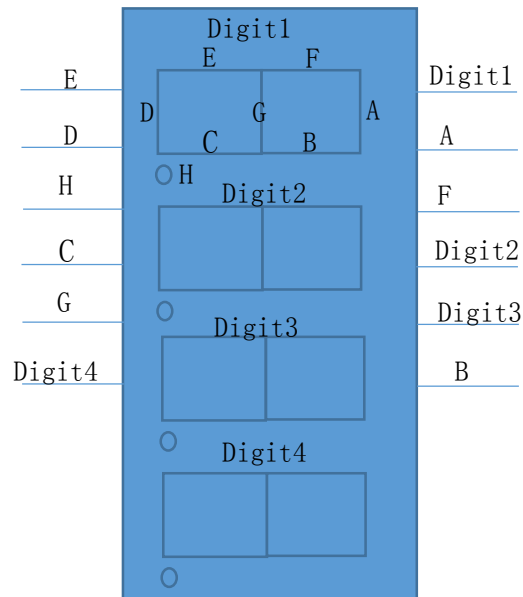 Digit1
E F
E
D G A
Digit1
C B
D
A
H
H
Digit2
F
C
Digit2
G
Digit3
Digit3
Digit4
B
Digit4